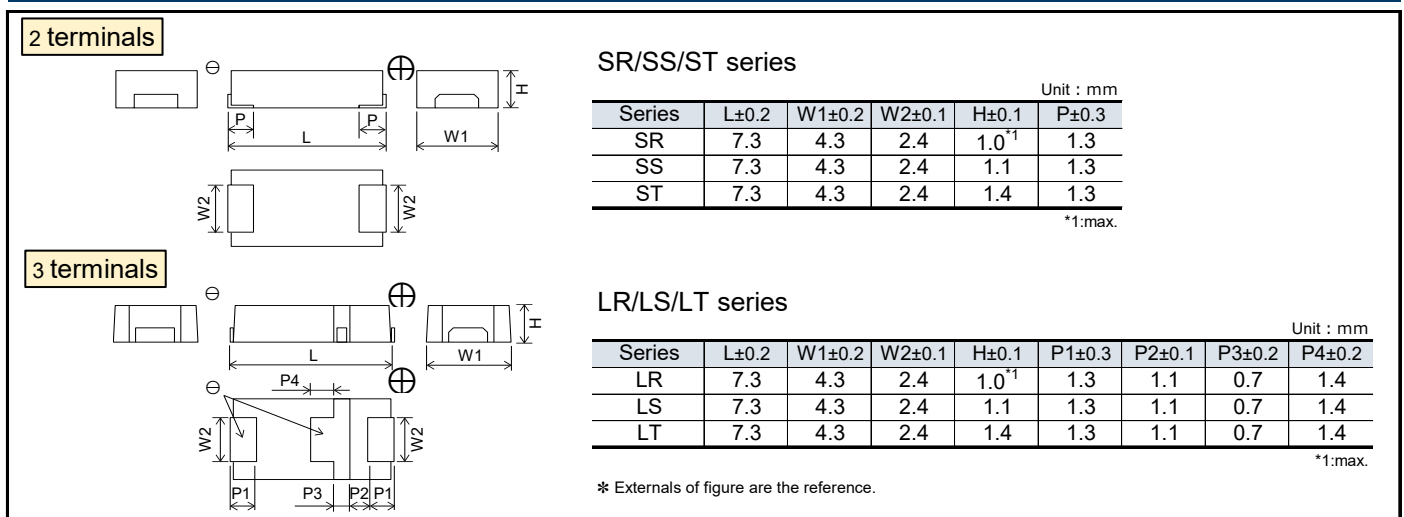 2 terminals
⊖ ⊕
H
P P
L W1
W2 W2
SR/SS/ST series
Unit : mm
Series L±0.2 W1±0.2 W2±0.1 H±0.1 P±0.3
SR 7.3 4.3 2.4 1.0*1 1.3
SS 7.3 4.3 2.4 1.1 1.3
ST 7.3 4.3 2.4 1.4 1.3
*1:max.
3 terminals
⊖ ⊕
H
L W1
P4
⊖ ⊕
W2 W2
P1 P3 P2 P1
LR/LS/LT series
Unit : mm
Series L±0.2 W1±0.2 W2±0.1 H±0.1 P1±0.3 P2±0.1 P3±0.2 P4±0.2
LR 7.3 4.3 2.4 1.0*1 1.3 1.1 0.7 1.4
LS 7.3 4.3 2.4 1.1 1.3 1.1 0.7 1.4
LT 7.3 4.3 2.4 1.4 1.3 1.1 0.7 1.4
*1:max.
✻ Externals of figure are the reference.